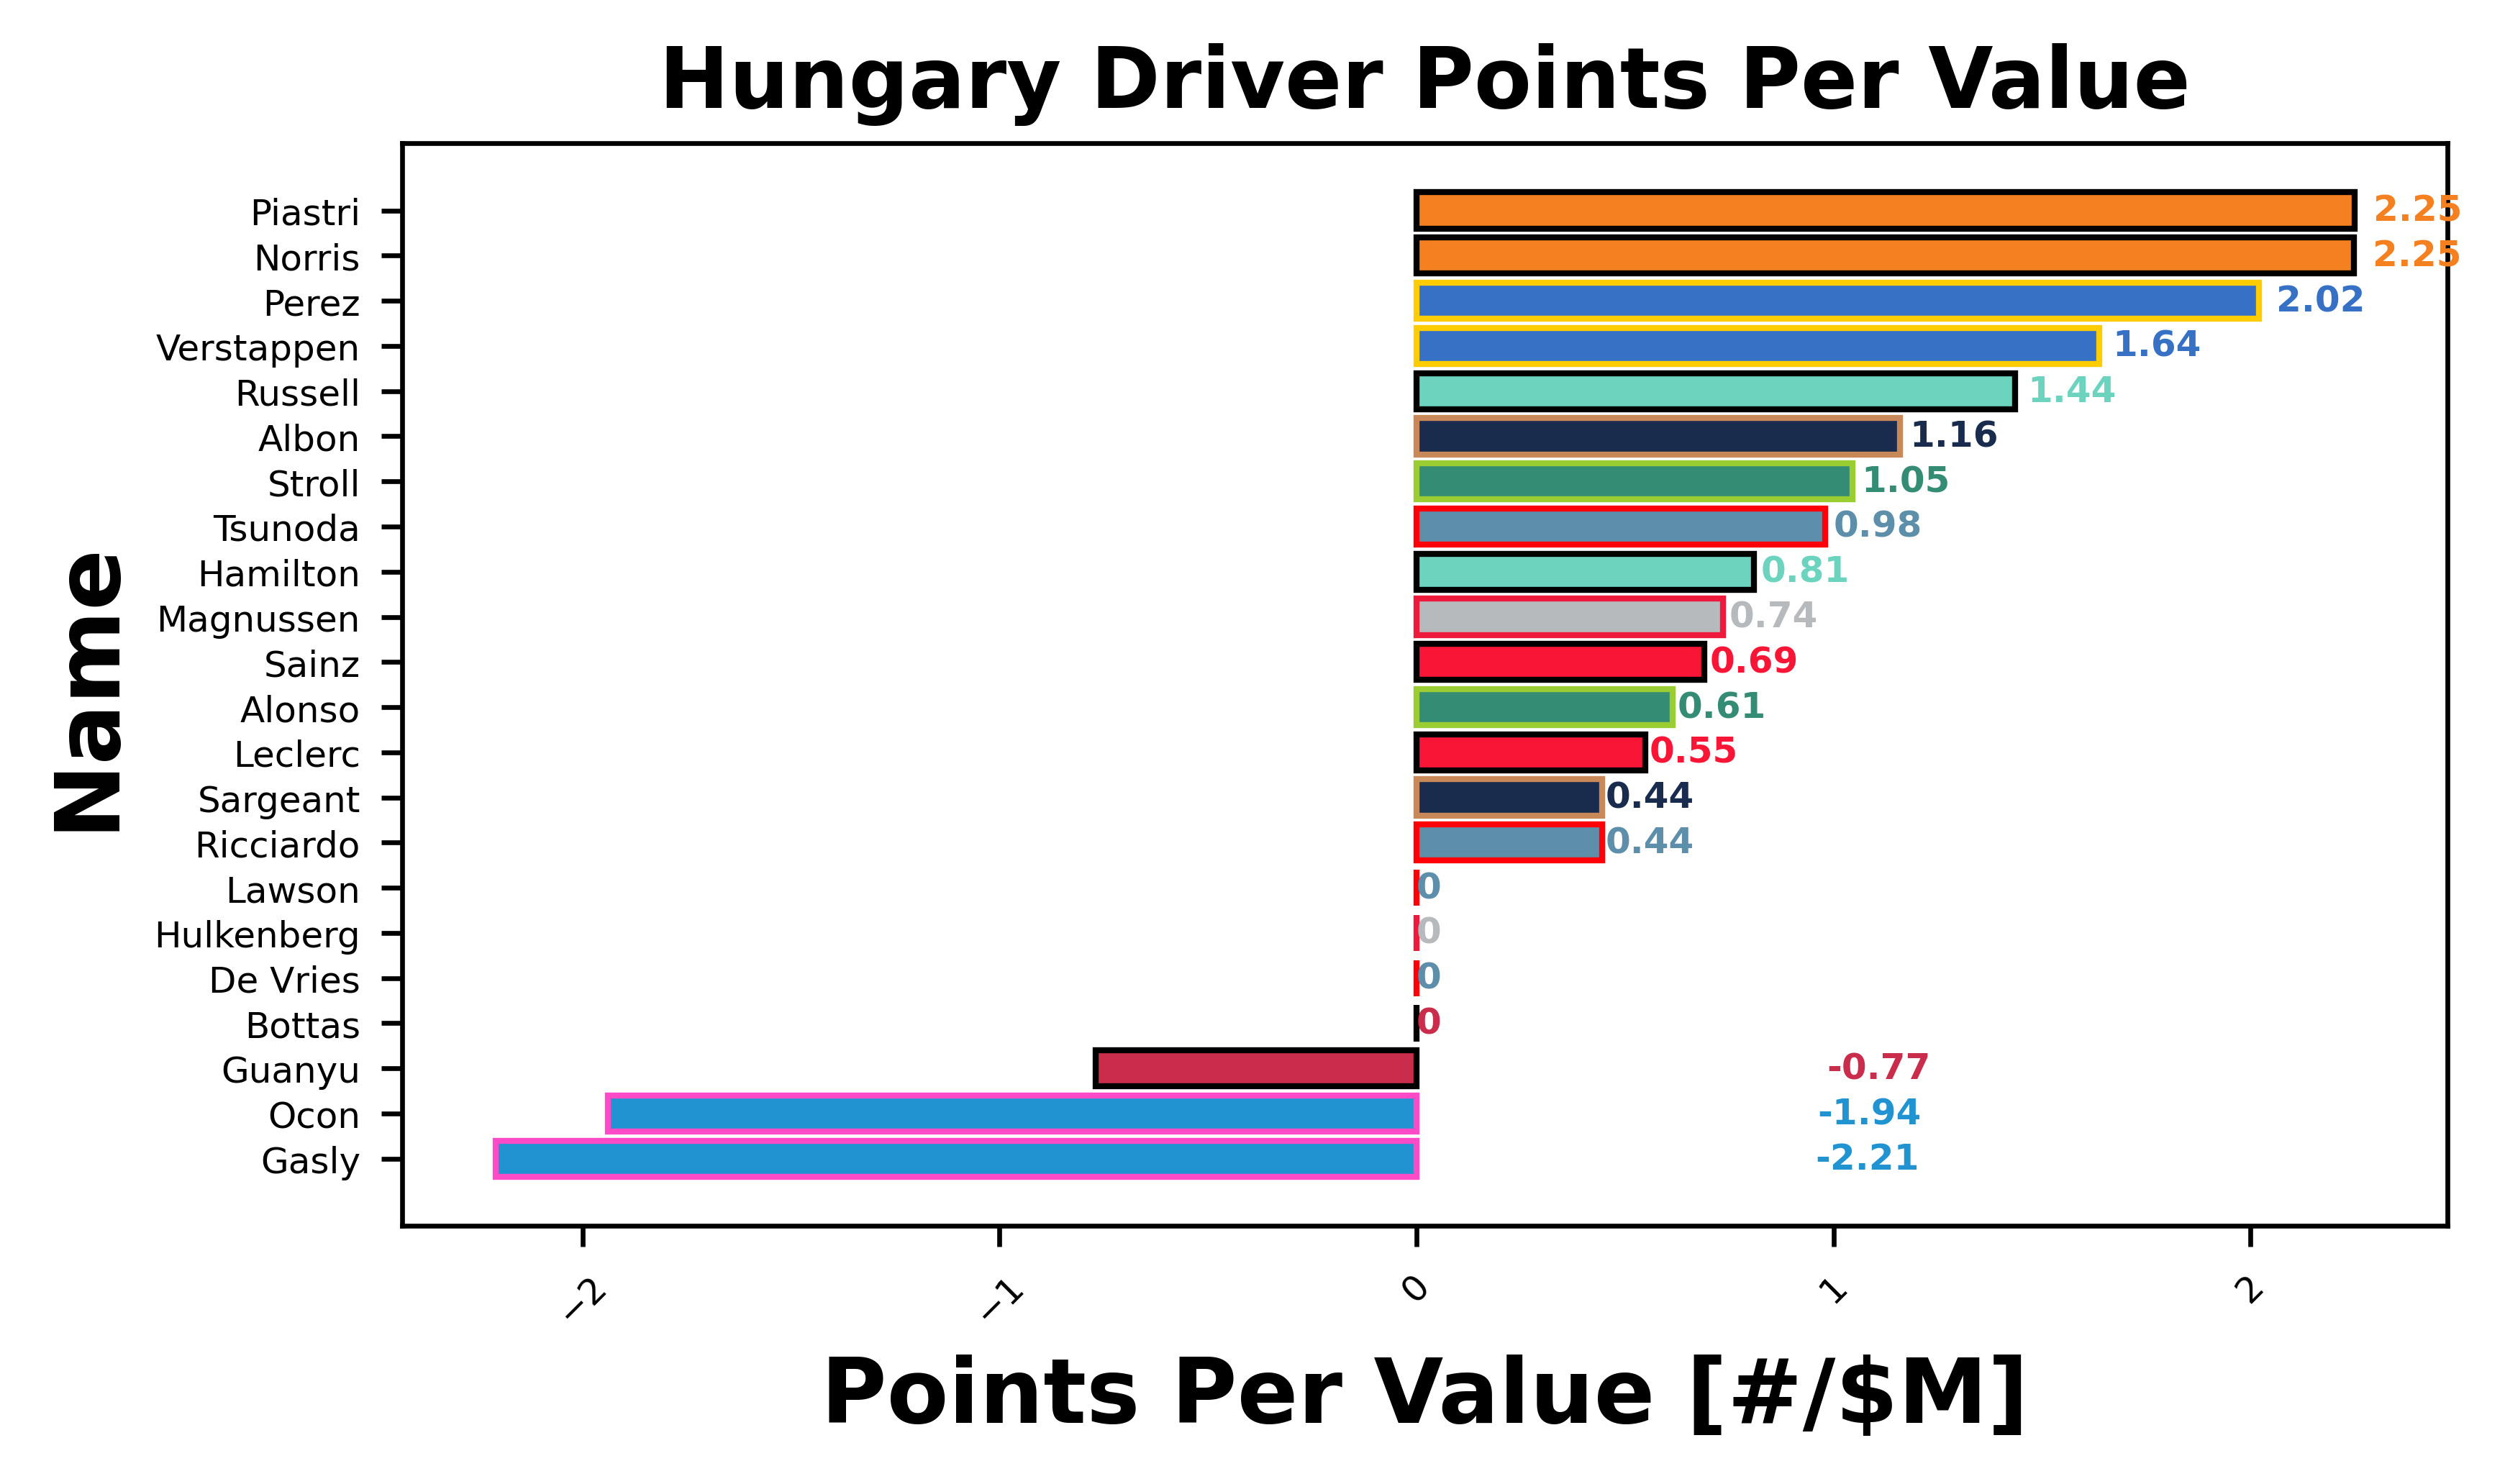 Hungary Driver Points Per Value
Name
Piastri 2.25
Norris 2.25
Perez 2.02
Verstappen 1.64
Russell 1.44
Albon 1.16
Stroll 1.05
Tsunoda 0.98
Hamilton 0.81
Magnussen 0.74
Sainz 0.69
Alonso 0.61
Leclerc 0.55
Sargeant 0.44
Ricciardo 0.44
Lawson 0
Hulkenberg 0
De Vries 0
Bottas 0
Guanyu -0.77
Ocon -1.94
Gasly -2.21
−2 −1 0 1 2
Points Per Value [#/$M]